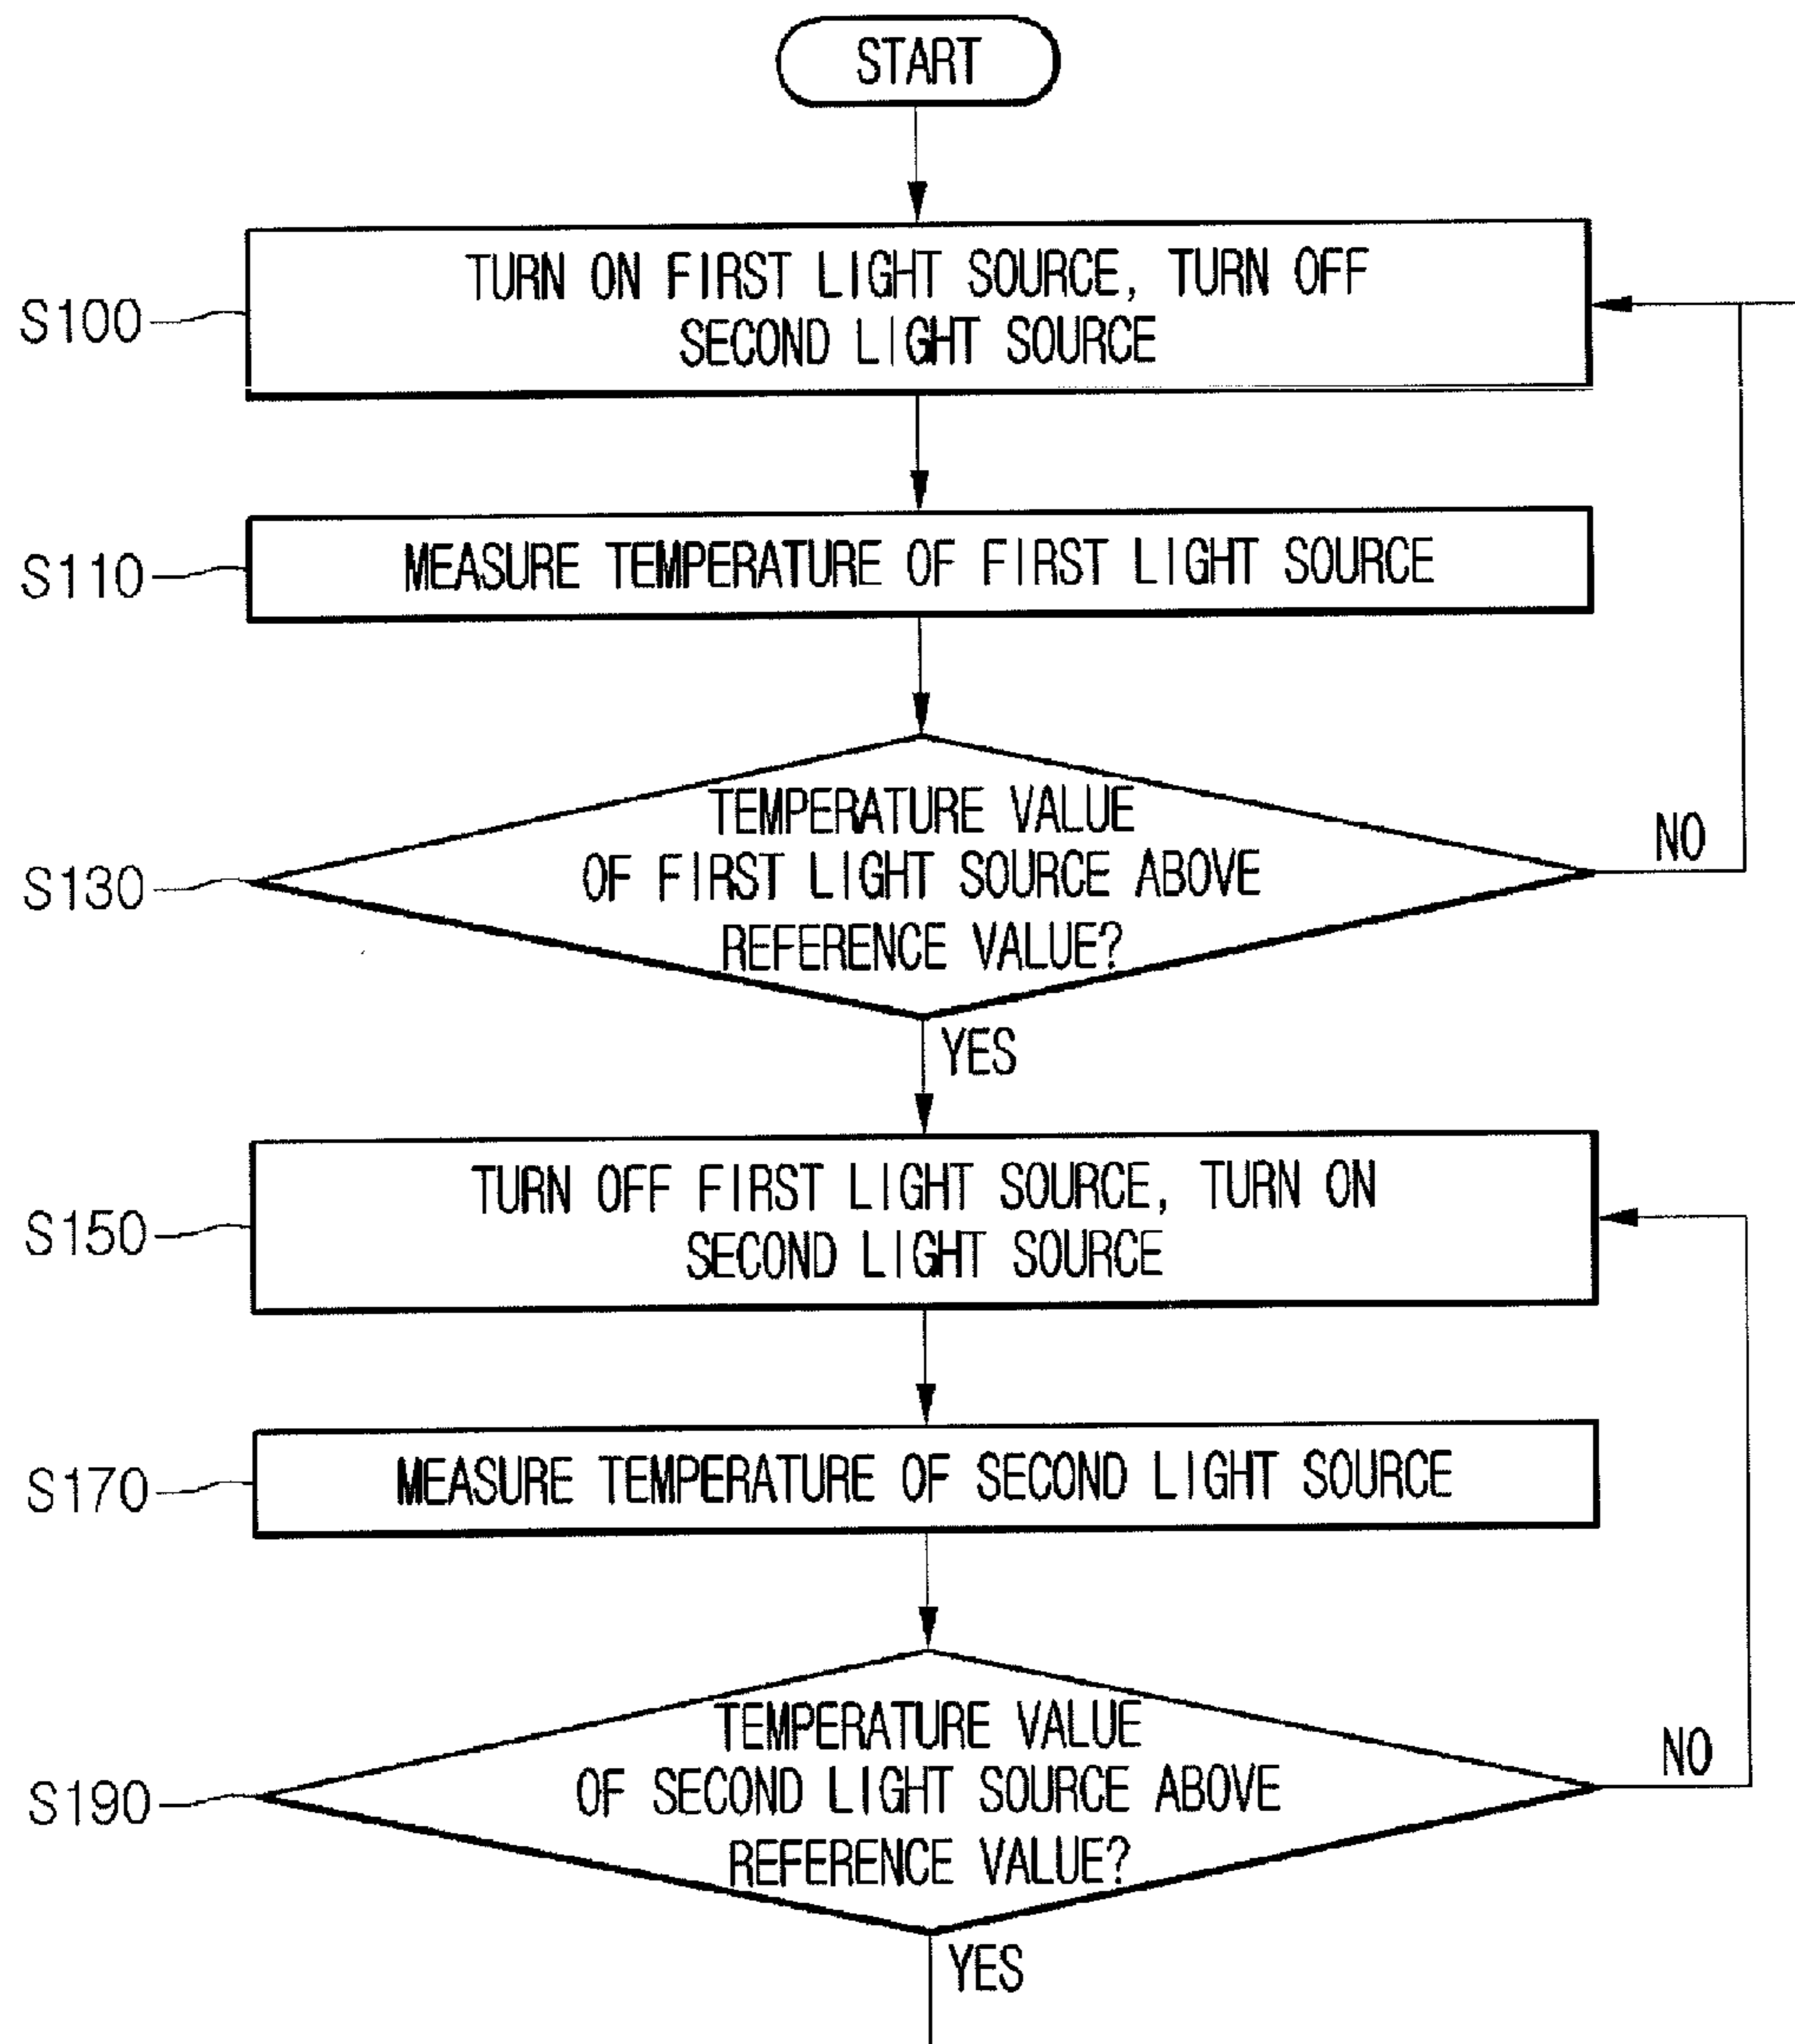 START
TURN ON FIRST LIGHT SOURCE, TURN OFF
SECOND LIGHT SOURCE
S100
MEASURE TEMPERATURE OF FIRST LIGHT SOURCE
S110
TEMPERATURE VALUE
OF FIRST LIGHT SOURCE ABOVE
REFERENCE VALUE?
NO
S130
YES
TURN OFF FIRST LIGHT SOURCE, TURN ON
SECOND LIGHT SOURCE
S150
MEASURE TEMPERATURE OF SECOND LIGHT SOURCE
S170
TEMPERATURE VALUE
OF SECOND LIGHT SOURCE ABOVE
REFERENCE VALUE?
NO
S190
YES